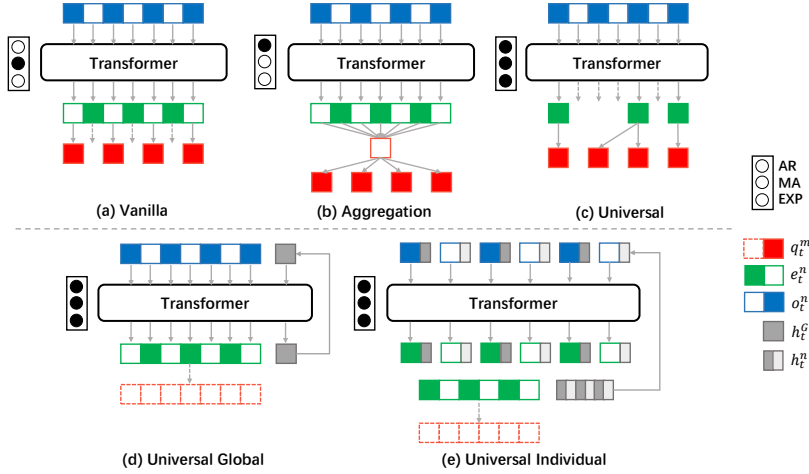 Transformer
Transformer
Transformer
(a) Vanilla
(b) Aggregation
(c) Universal
AR
MA
EXP
Transformer
Transformer
(d) Universal Global
(e) Universal Individual
q_t^m
e_t^n
o_t^n
h_t^G
h_t^n